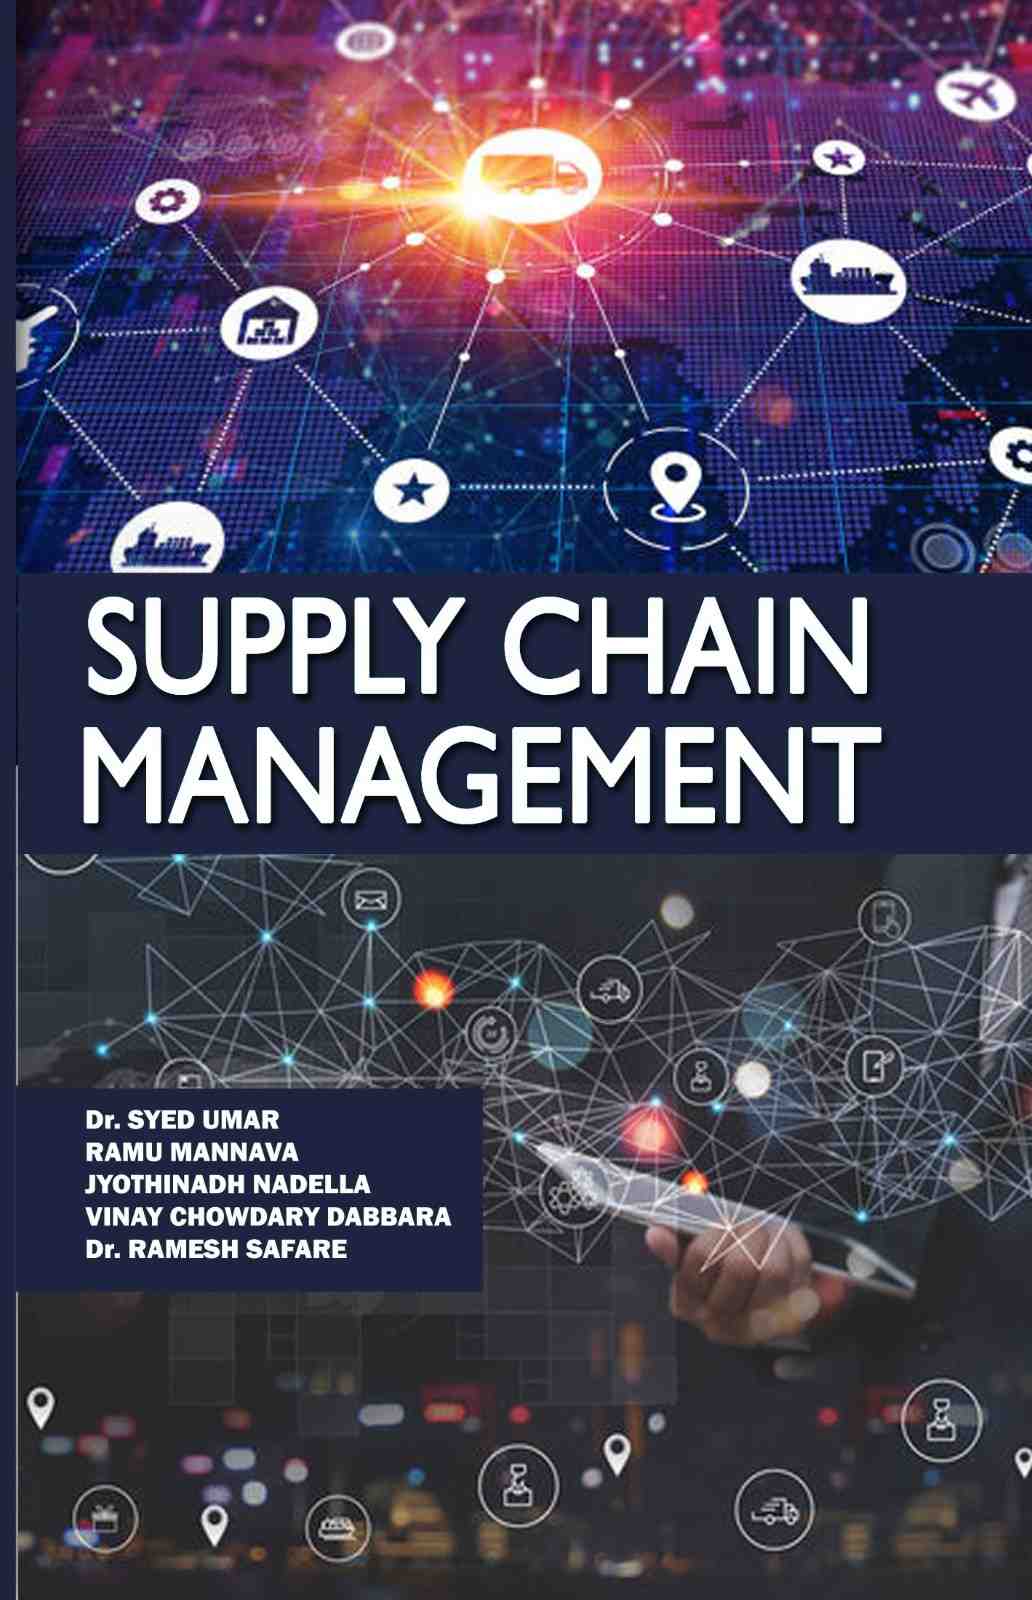 SUPPLY CHAIN
MANAGEMENT
Dr. SYED UMAR
RAMU MANNAVA
JYOTHINADH NADELLA
VINAY CHOWDARY DABBARA
Dr. RAMESH SAFARE